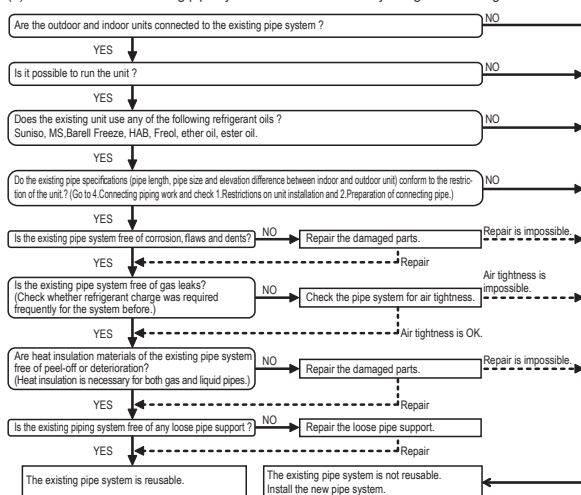 Are the outdoor and indoor units connected to the existing pipe system ?
NO
YES
Is it possible to run the unit ?
NO
YES
Does the existing unit use any of the following refrigerant oils ?
Suniso, MS,Barell Freeze, HAB, Freol, ether oil, ester oil.
NO
YES
Do the existing pipe specifications (pipe length, pipe size and elevation difference between indoor and outdoor unit) conform to the restric-
tion of the unit.? (Go to 4.Connecting piping work and check 1.Restrictions on unit installation and 2.Preparation of connecting pipe.)
NO
YES
Is the existing pipe system free of corrosion, flaws and dents?
NO
Repair the damaged parts.
Repair is impossible.
YES
Repair
Is the existing pipe system free of gas leaks?
(Check whether refrigerant charge was required
frequently for the system before.)
NO
Check the pipe system for air tightness.
Air tightness is
impossible.
YES
Air tightness is OK.
Are heat insulation materials of the existing pipe system
free of peel-off or deterioration?
(Heat insulation is necessary for both gas and liquid pipes.)
NO
Repair the damaged parts.
Repair is impossible.
YES
Repair
Is the existing piping system free of any loose pipe support ?
NO
Repair the loose pipe support.
YES
Repair
The existing pipe system is reusable.
The existing pipe system is not reusable.
Install the new pipe system.